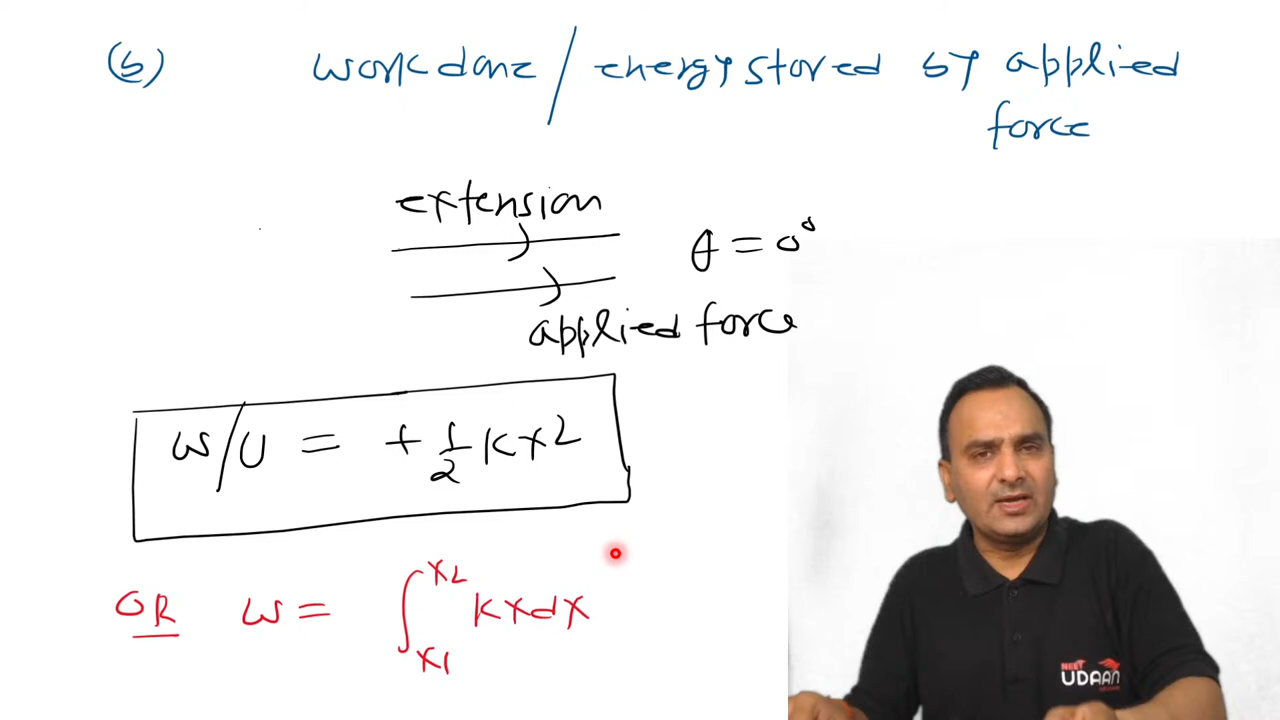 (b) work done / energy stored by applied
force
extension
θ = 0°
applied force
W/U = + 1/2 kx²
OR W = ∫_{x1}^{x2} kx dx
NEET
UDAAN